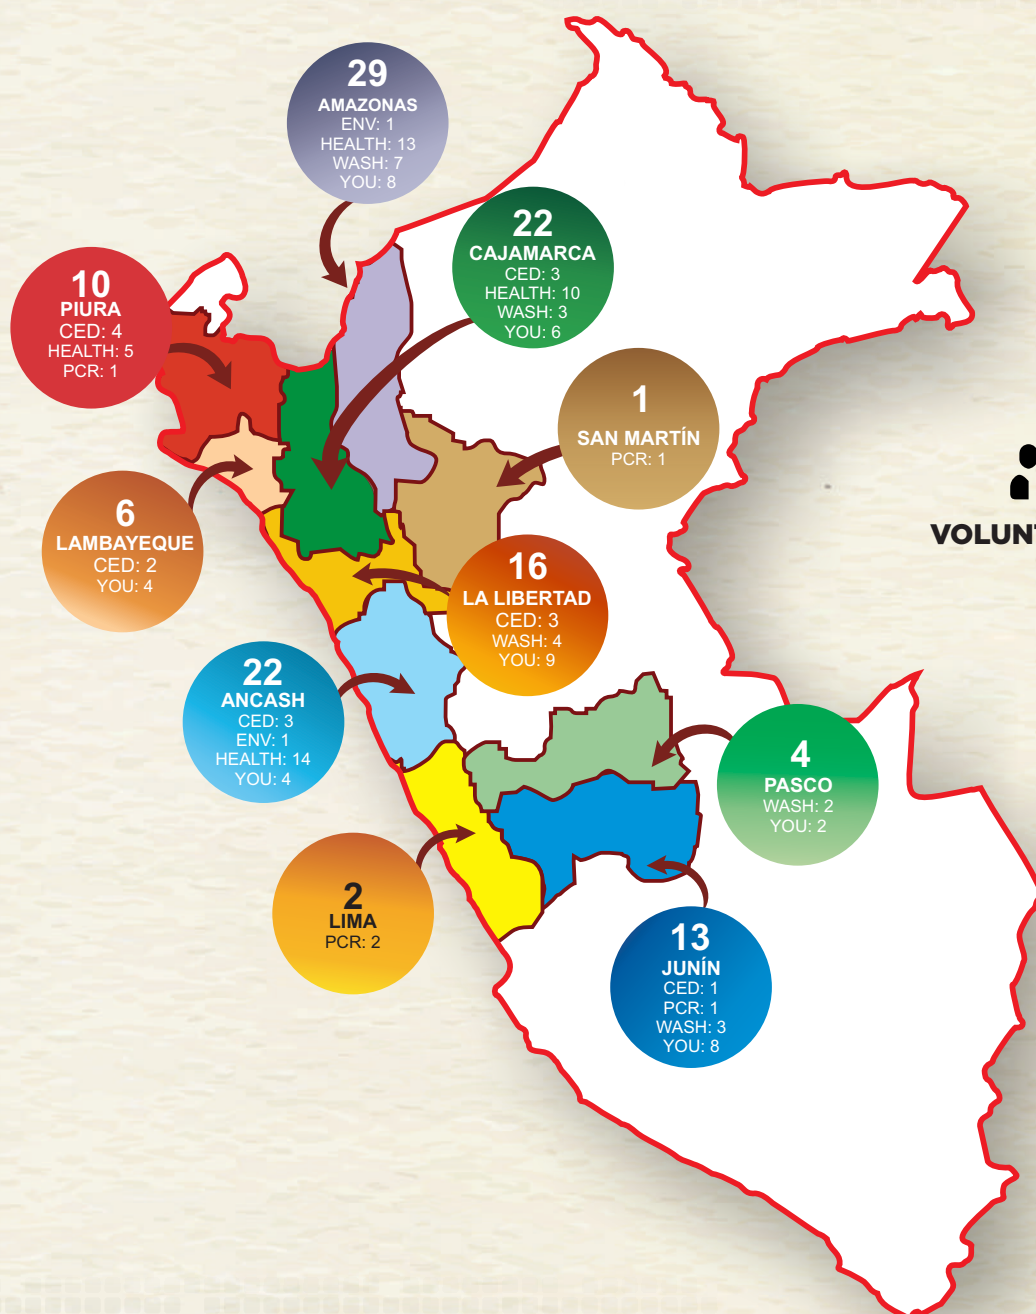 29
AMAZONAS
ENV: 1
HEALTH: 13
WASH: 7
YOU: 8
22
CAJAMARCA
CED: 3
HEALTH: 10
WASH: 3
YOU: 6
10
PIURA
CED: 4
HEALTH: 5
PCR: 1
1
SAN MARTÍN
PCR: 1
6
LAMBAYEQUE
CED: 2
YOU: 4
VOLUNT
16
LA LIBERTAD
CED: 3
WASH: 4
YOU: 9
22
ANCASH
CED: 3
ENV: 1
HEALTH: 14
YOU: 4
4
PASCO
WASH: 2
YOU: 2
2
LIMA
PCR: 2
13
JUNÍN
CED: 1
PCR: 1
WASH: 3
YOU: 8